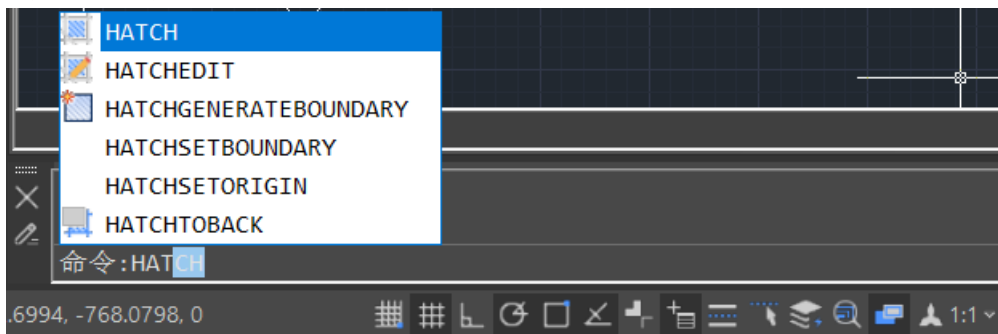 HATCH
HATCHEDIT
HATCHGENERATEBOUNDARY
HATCHSETBOUNDARY
HATCHSETORIGIN
HATCHTOBACK
命令:HATCH
.6994, -768.0798, 0 1:1